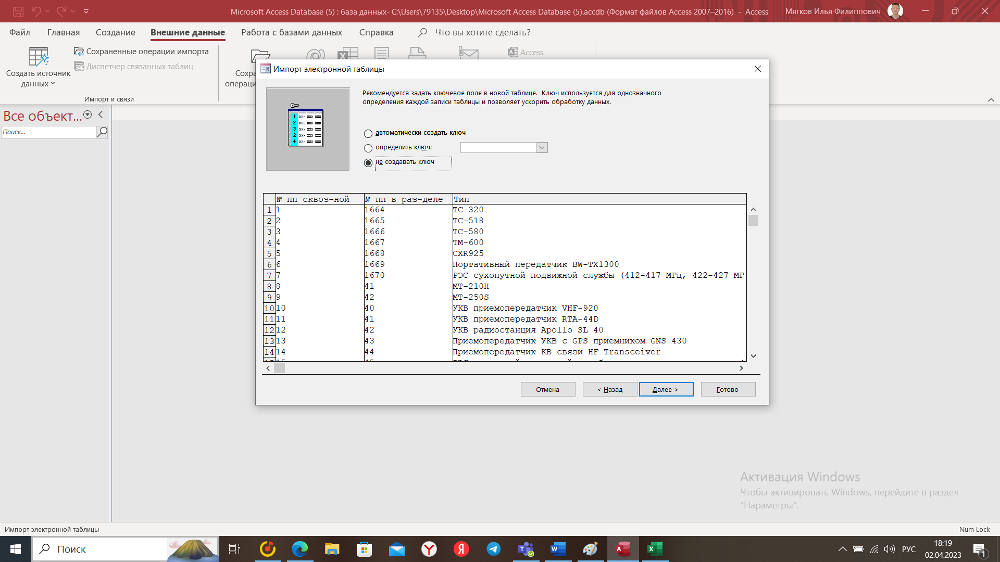 Microsoft Access Database (5) : база данных- C:\Users\79135\Desktop\Microsoft Access Database (5).accdb (Формат файлов Access 2007–2016) - Access
Мягков Илья Филиппович
Файл
Главная
Создание
Внешние данные
Работа с базами данных
Справка
Что вы хотите сделать?
Создать источник
данных
Сохраненные операции импорта
Диспетчер связанных таблиц
Импорт и связи
Access
Все объект...
Поиск...
Импорт электронной таблицы
Рекомендуется задать ключевое поле в новой таблице. Ключ используется для однозначного
определения каждой записи таблицы и позволяет ускорить обработку данных.
автоматически создать ключ
определить ключ:
не создавать ключ
№ пп сквоз-ной № пп в раз-деле Тип
1 1 1664 ТС-320
2 2 1665 ТС-518
3 3 1666 ТС-580
4 4 1667 ТМ-600
5 5 1668 CXR925
6 6 1669 Портативный передатчик BW-TX1300
7 7 1670 РЭС сухопутной подвижной службы (412-417 МГц, 422-427 МГ
8 8 41 МТ-210Н
9 9 42 МТ-250S
10 10 40 УКВ приемопередатчик VHF-920
11 11 41 УКВ приемопередатчик RTA-44D
12 12 42 УКВ радиостанция Apollo SL 40
13 13 43 Приемопередатчик УКВ с GPS приемником GNS 430
14 14 44 Приемопередатчик КВ связи HF Transceiver
Отмена
< Назад
Далее >
Готово
Активация Windows
Чтобы активировать Windows, перейдите в раздел
"Параметры".
Импорт электронной таблицы
Num Lock
Поиск
РУС
18:19
02.04.2023
1